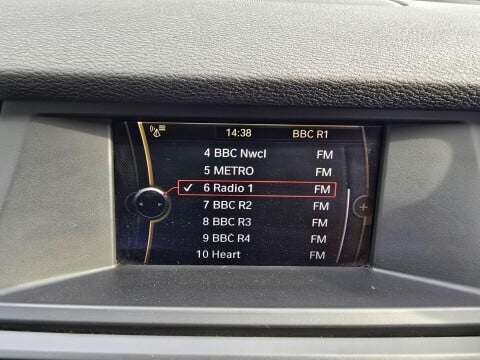 14:38 BBC R1
4 BBC Nwcl FM
5 METRO FM
✓ 6 Radio 1 FM
7 BBC R2 FM
8 BBC R3 FM
9 BBC R4 FM
10 Heart FM